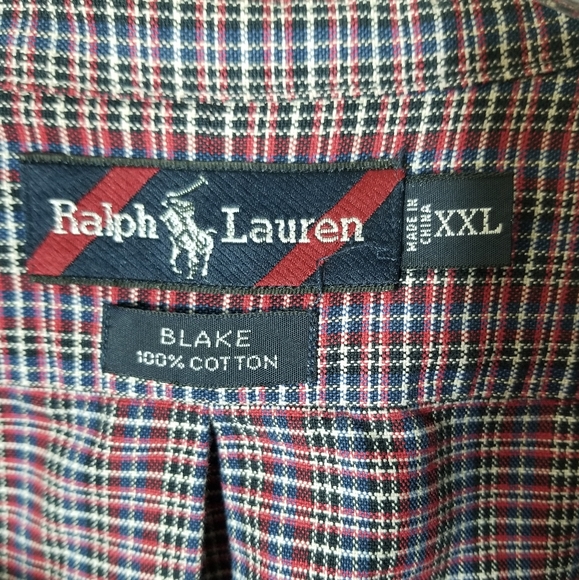 Ralph Lauren
MADE IN
CHINA
XXL
BLAKE
100% COTTON